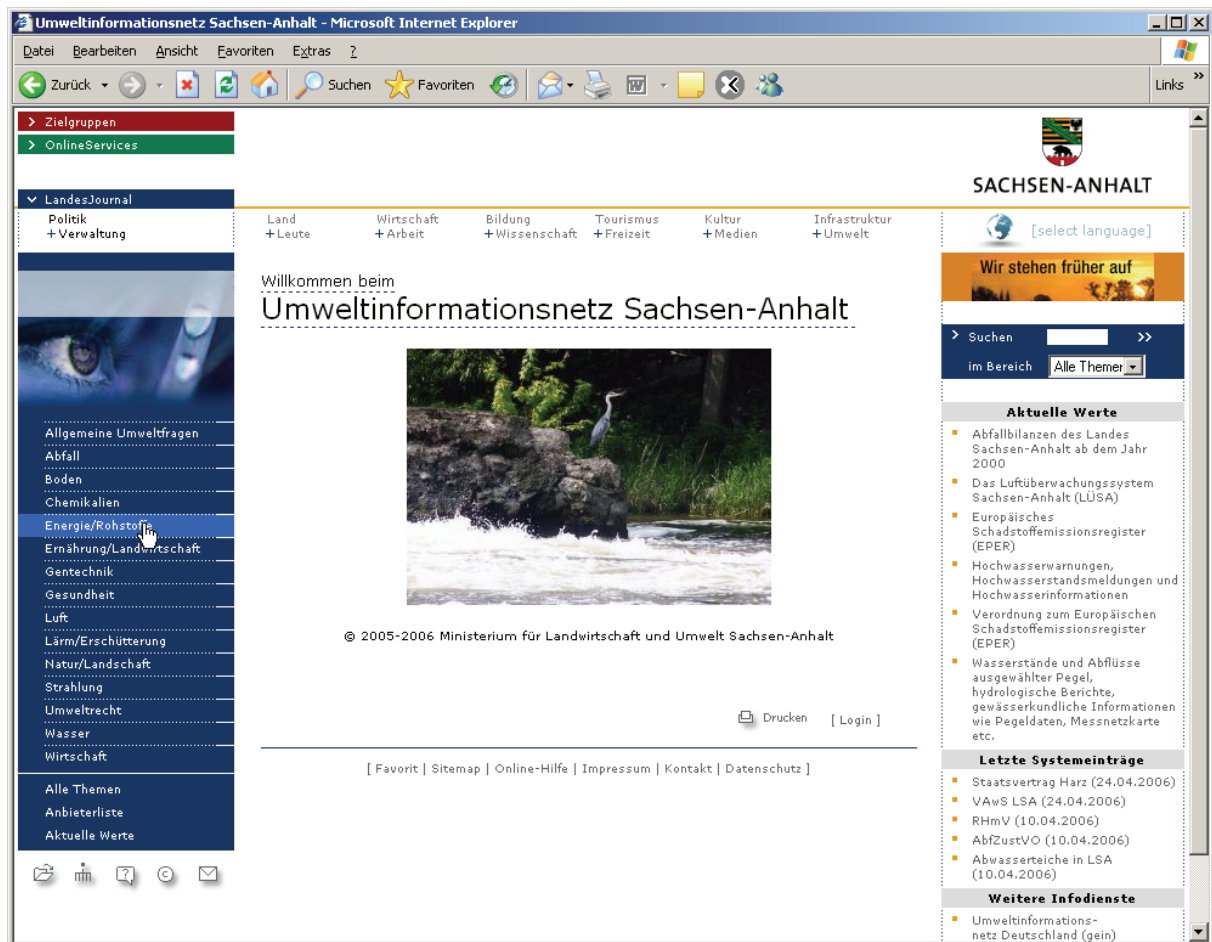 Umweltinformationsnetz Sachsen-Anhalt - Microsoft Internet Explorer
Datei Bearbeiten Ansicht Favoriten Extras ?
Zurück Suchen Favoriten Links »
> Zielgruppen
> OnlineServices
SACHSEN-ANHALT
LandesJournal
Politik
+Verwaltung
Land
+Leute
Wirtschaft
+Arbeit
Bildung
+Wissenschaft
Tourismus
+Freizeit
Kultur
+Medien
Infrastruktur
+Umwelt
[select language]
Allgemeine Umweltfragen
Abfall
Boden
Chemikalien
Energie/Rohstoffe
Ernährung/Landwirtschaft
Gentechnik
Gesundheit
Luft
Lärm/Erschütterung
Natur/Landschaft
Strahlung
Umweltrecht
Wasser
Wirtschaft
Alle Themen
Anbieterliste
Aktuelle Werte
Willkommen beim
Umweltinformationsnetz Sachsen-Anhalt
© 2005-2006 Ministerium für Landwirtschaft und Umwelt Sachsen-Anhalt
Drucken [ Login ]
[ Favorit | Sitemap | Online-Hilfe | Impressum | Kontakt | Datenschutz ]
Wir stehen früher auf
> Suchen >>
im Bereich Alle Themen
Aktuelle Werte
Abfallbilanzen des Landes
Sachsen-Anhalt ab dem Jahr
2000
Das Luftüberwachungssystem
Sachsen-Anhalt (LÜSA)
Europäisches
Schadstoffemissionsregister
(EPER)
Hochwasserwarnungen,
Hochwasserstandsmeldungen und
Hochwasserinformationen
Verordnung zum Europäischen
Schadstoffemissionsregister
(EPER)
Wasserstände und Abflüsse
ausgewählter Pegel,
hydrologische Berichte,
gewässerkundliche Informationen
wie Pegeldaten, Messnetzkarte
etc.
Letzte Systemeinträge
Staatsvertrag Harz (24.04.2006)
VAwS LSA (24.04.2006)
RHmV (10.04.2006)
AbfZustVO (10.04.2006)
Abwasserteiche in LSA
(10.04.2006)
Weitere Infodienste
Umweltinformations-
netz Deutschland (gein)